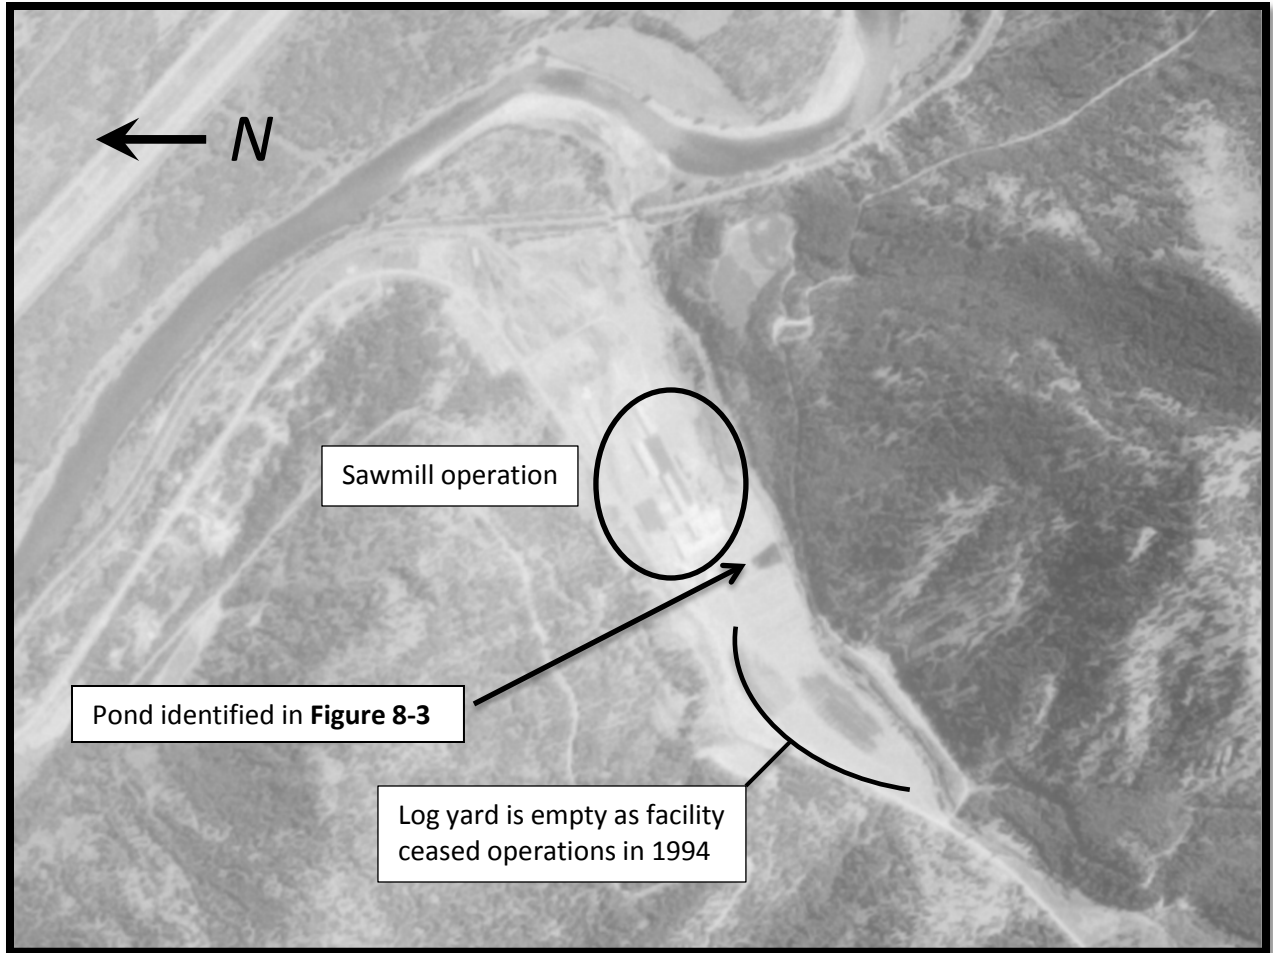 N
Sawmill operation
Pond identified in Figure 8-3
Log yard is empty as facility
ceased operations in 1994